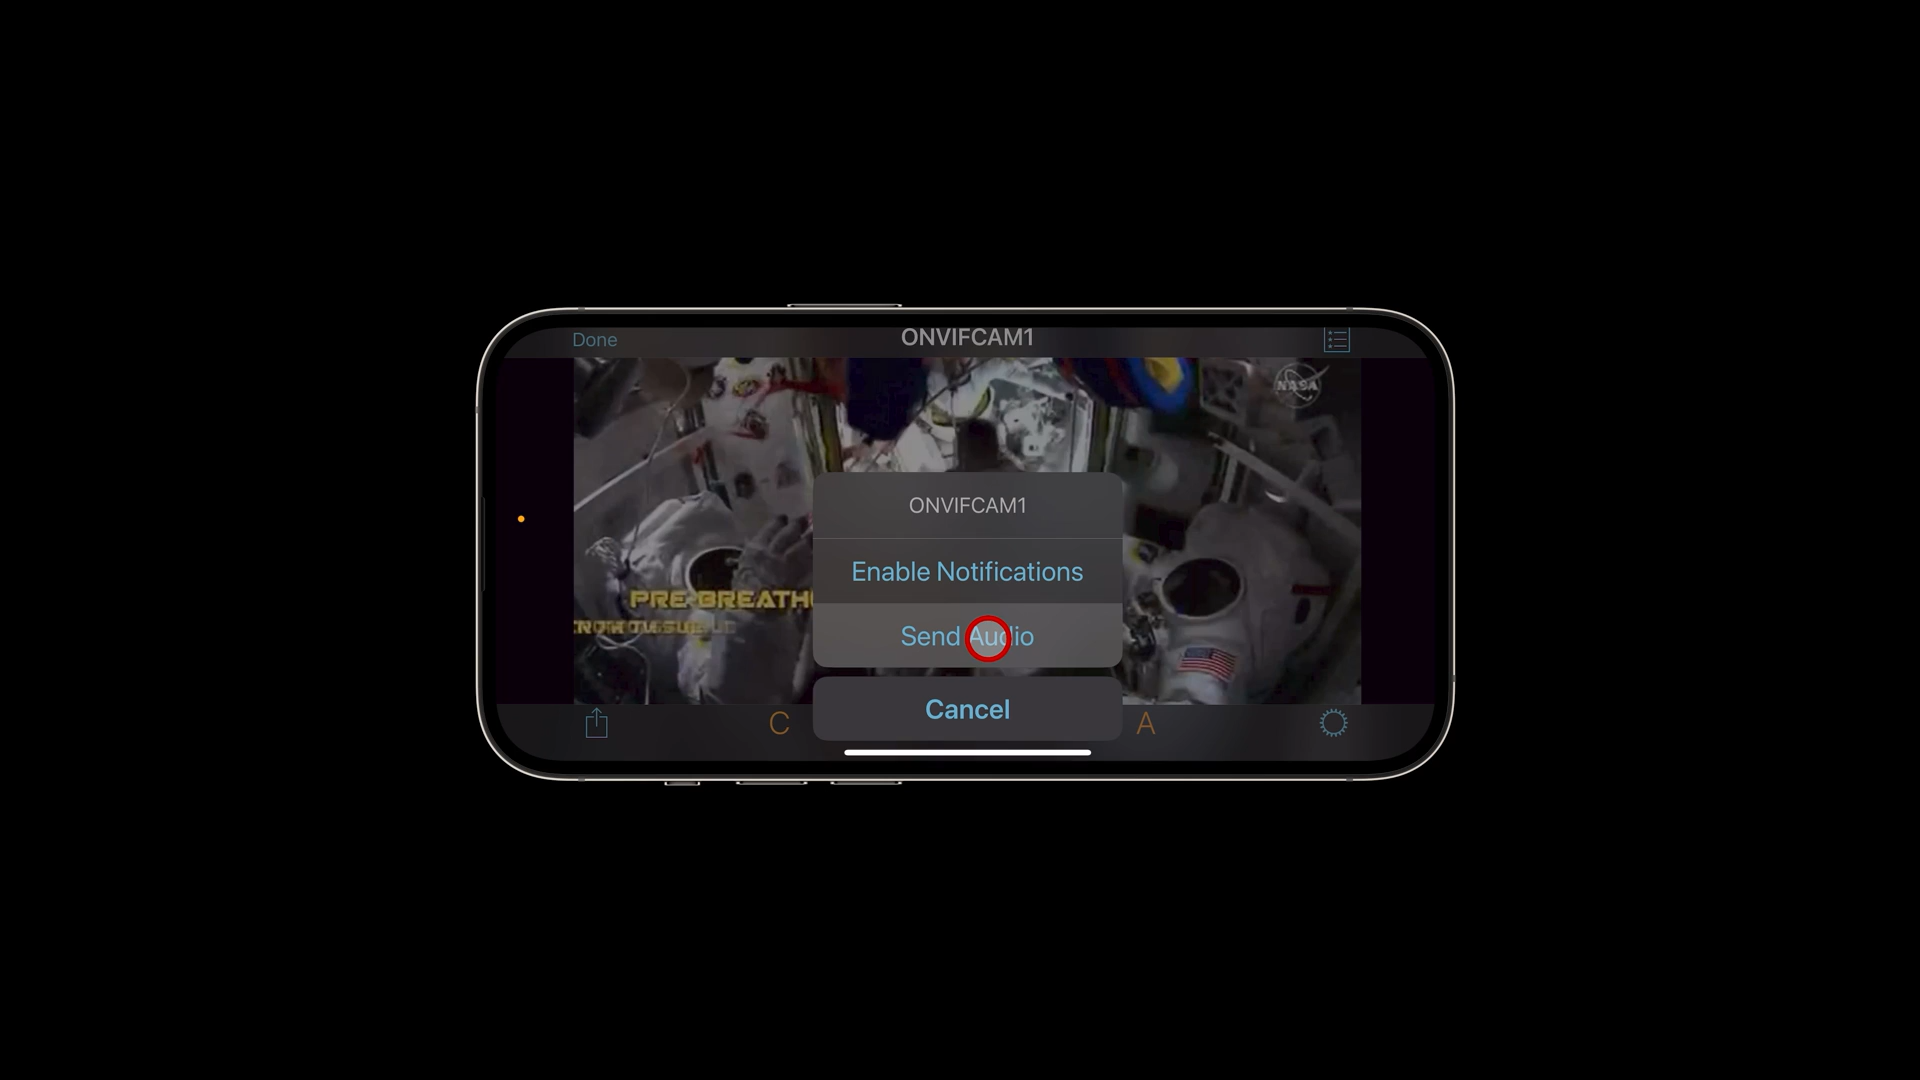 Done
ONVIFCAM1
NASA
ONVIFCAM1
Enable Notifications
PRE-BREATH
Send Audio
Cancel
C
A